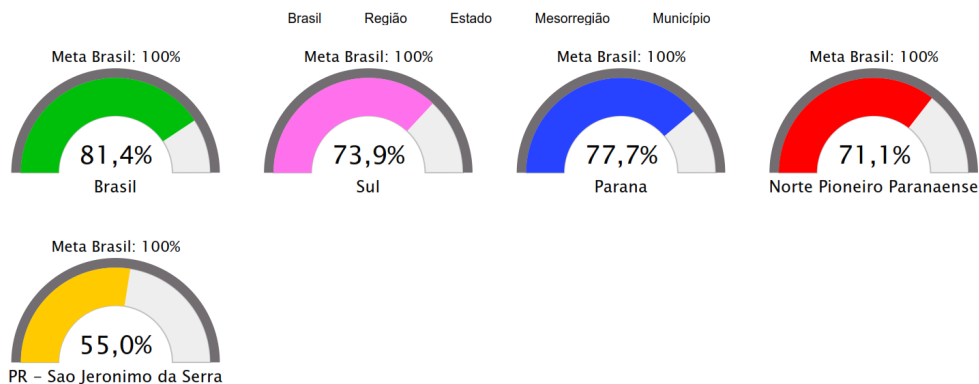 Brasil Região Estado Mesorregião Município
Meta Brasil: 100%
81,4%
Brasil
Meta Brasil: 100%
73,9%
Sul
Meta Brasil: 100%
77,7%
Parana
Meta Brasil: 100%
71,1%
Norte Pioneiro Paranaense
Meta Brasil: 100%
55,0%
PR – Sao Jeronimo da Serra